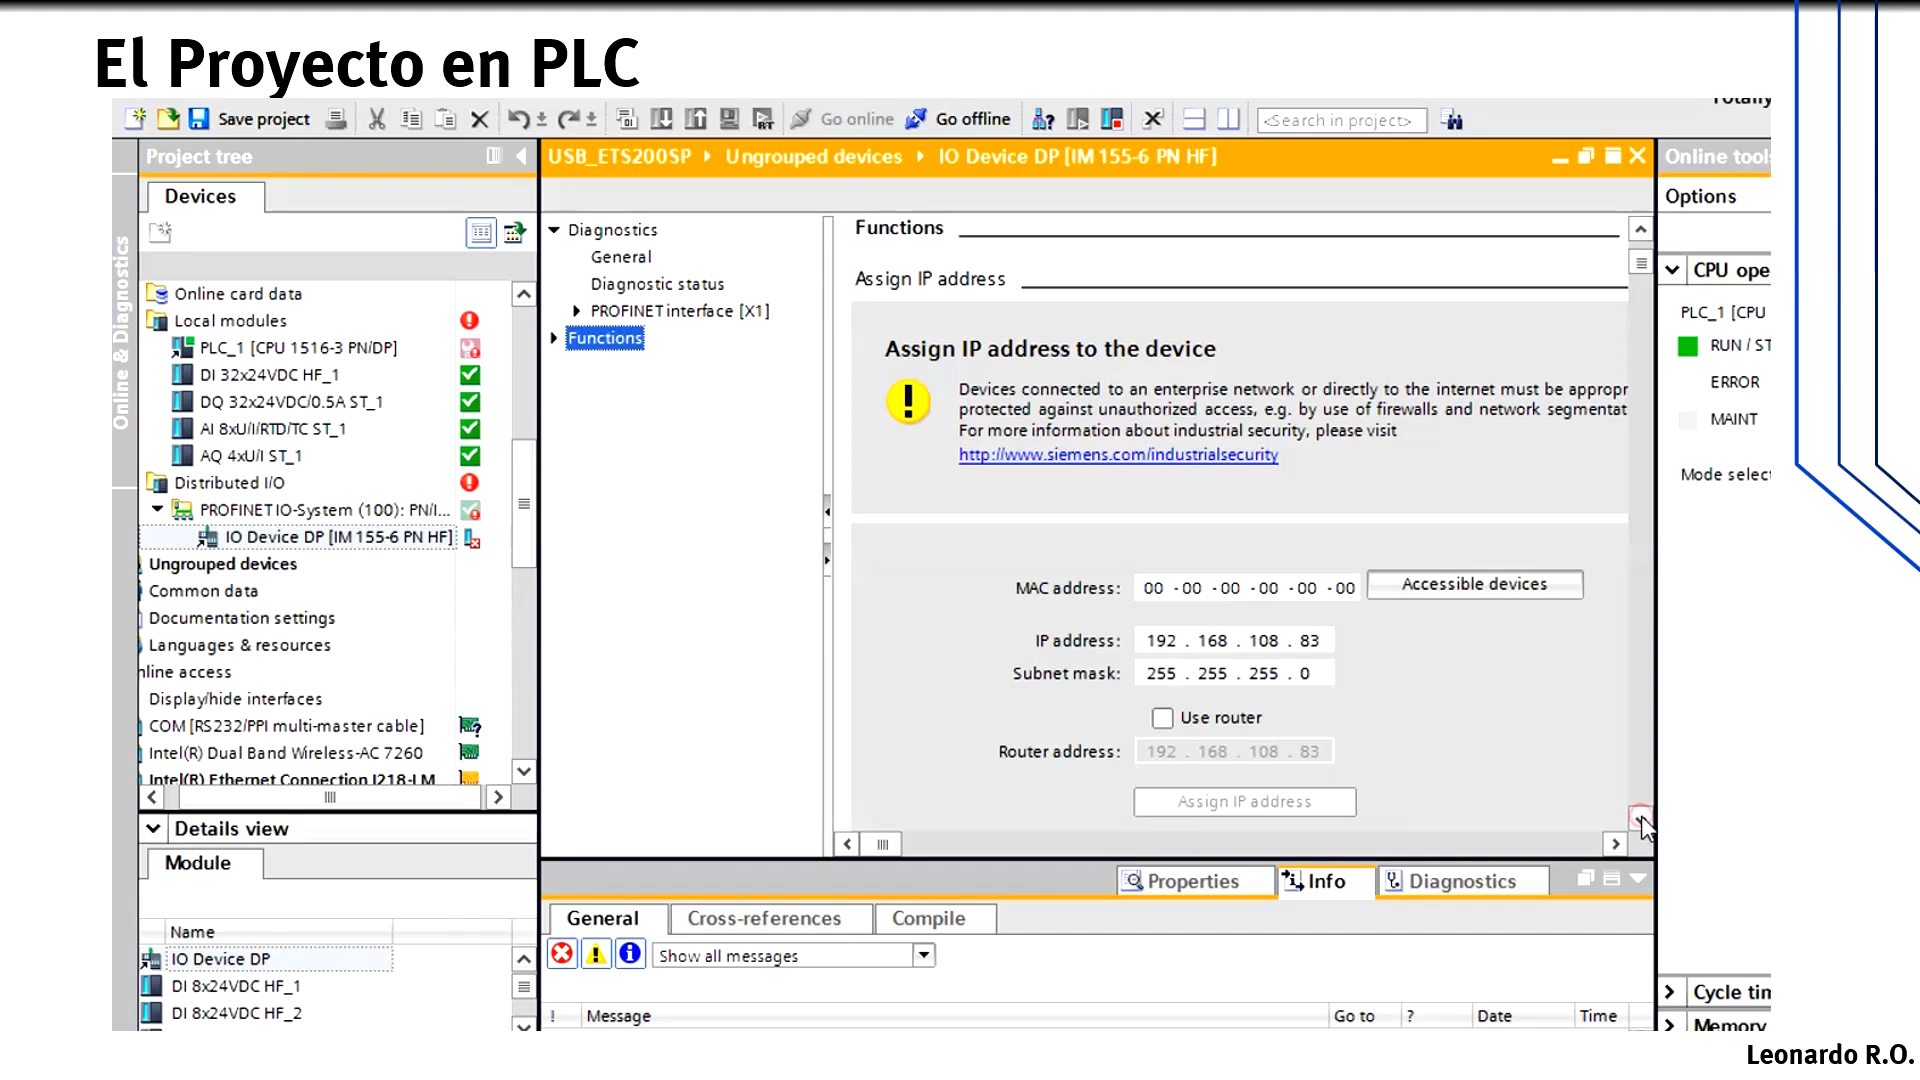 El Proyecto en PLC
Save project
Go online
Go offline
<Search in project>
Totally
Project tree
USB_ETS200SP
Ungrouped devices
IO Device DP [IM 155-6 PN HF]
Online tools
Devices
Options
Online & Diagnostics
Online card data
Local modules
PLC_1 [CPU 1516-3 PN/DP]
DI 32x24VDC HF_1
DQ 32x24VDC/0.5A ST_1
AI 8xU/I/RTD/TC ST_1
AQ 4xU/I ST_1
Distributed I/O
PROFINET IO-System (100): PN/I...
IO Device DP [IM 155-6 PN HF]
Ungrouped devices
Common data
Documentation settings
Languages & resources
nline access
Display/hide interfaces
COM [RS232/PPI multi-master cable]
Intel(R) Dual Band Wireless-AC 7260
Intel(R) Ethernet Connection I218-LM
Details view
Module
Name
IO Device DP
DI 8x24VDC HF_1
DI 8x24VDC HF_2
Diagnostics
General
Diagnostic status
PROFINET interface [X1]
Functions
Functions
Assign IP address
Assign IP address to the device
Devices connected to an enterprise network or directly to the internet must be appropr
protected against unauthorized access, e.g. by use of firewalls and network segmentat
For more information about industrial security, please visit
http://www.siemens.com/industrialsecurity
MAC address: 00 -00 -00 -00 -00 -00
Accessible devices
IP address: 192 . 168 . 108 . 83
Subnet mask: 255 . 255 . 255 . 0
Use router
Router address: 192 . 168 . 108 . 83
Assign IP address
Properties
Info
Diagnostics
General
Cross-references
Compile
Show all messages
!
Message
Go to
?
Date
Time
CPU ope
PLC_1 [CPU
RUN / ST
ERROR
MAINT
Mode select
Cycle tim
Memory
Leonardo R.O.